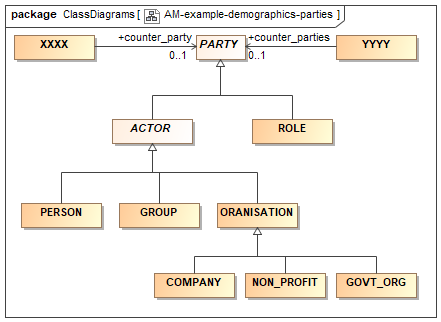 package ClassDiagrams [ AM-example-demographics-parties ]
XXXX +counter_party PARTY +counter_parties YYYY
0..1 0..1
ACTOR ROLE
PERSON GROUP ORANISATION
COMPANY NON_PROFIT GOVT_ORG